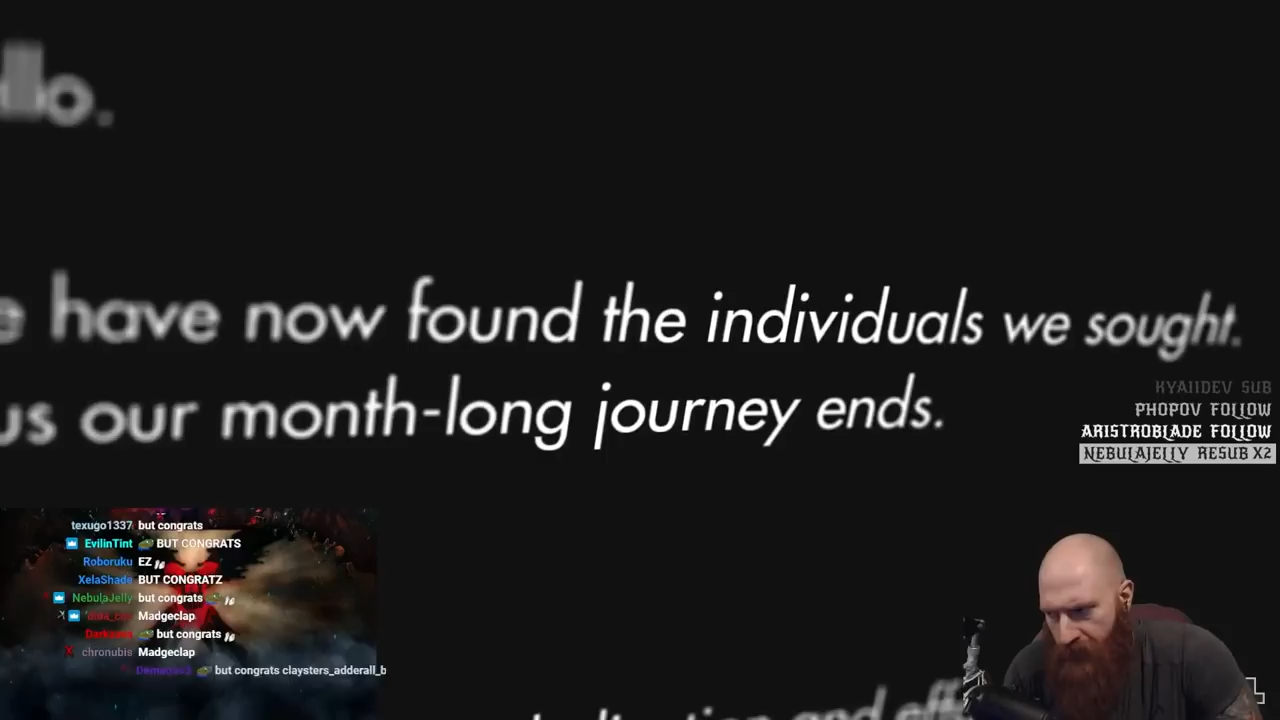 have now found the individuals we sought.
our month-long journey ends.
KYAIIDEV SUB
PHOPOV FOLLOW
ARISTROBLADE FOLLOW
NEBULAJELLY RESUB X2
texugo1337 but congrats
EvilinTint BUT CONGRATS
Roboruku EZ
XelaShade BUT CONGRATZ
NebulaJelly but congrats
Madgeclap
but congrats
chronubis Madgeclap
but congrats claysters_adderall_b
and